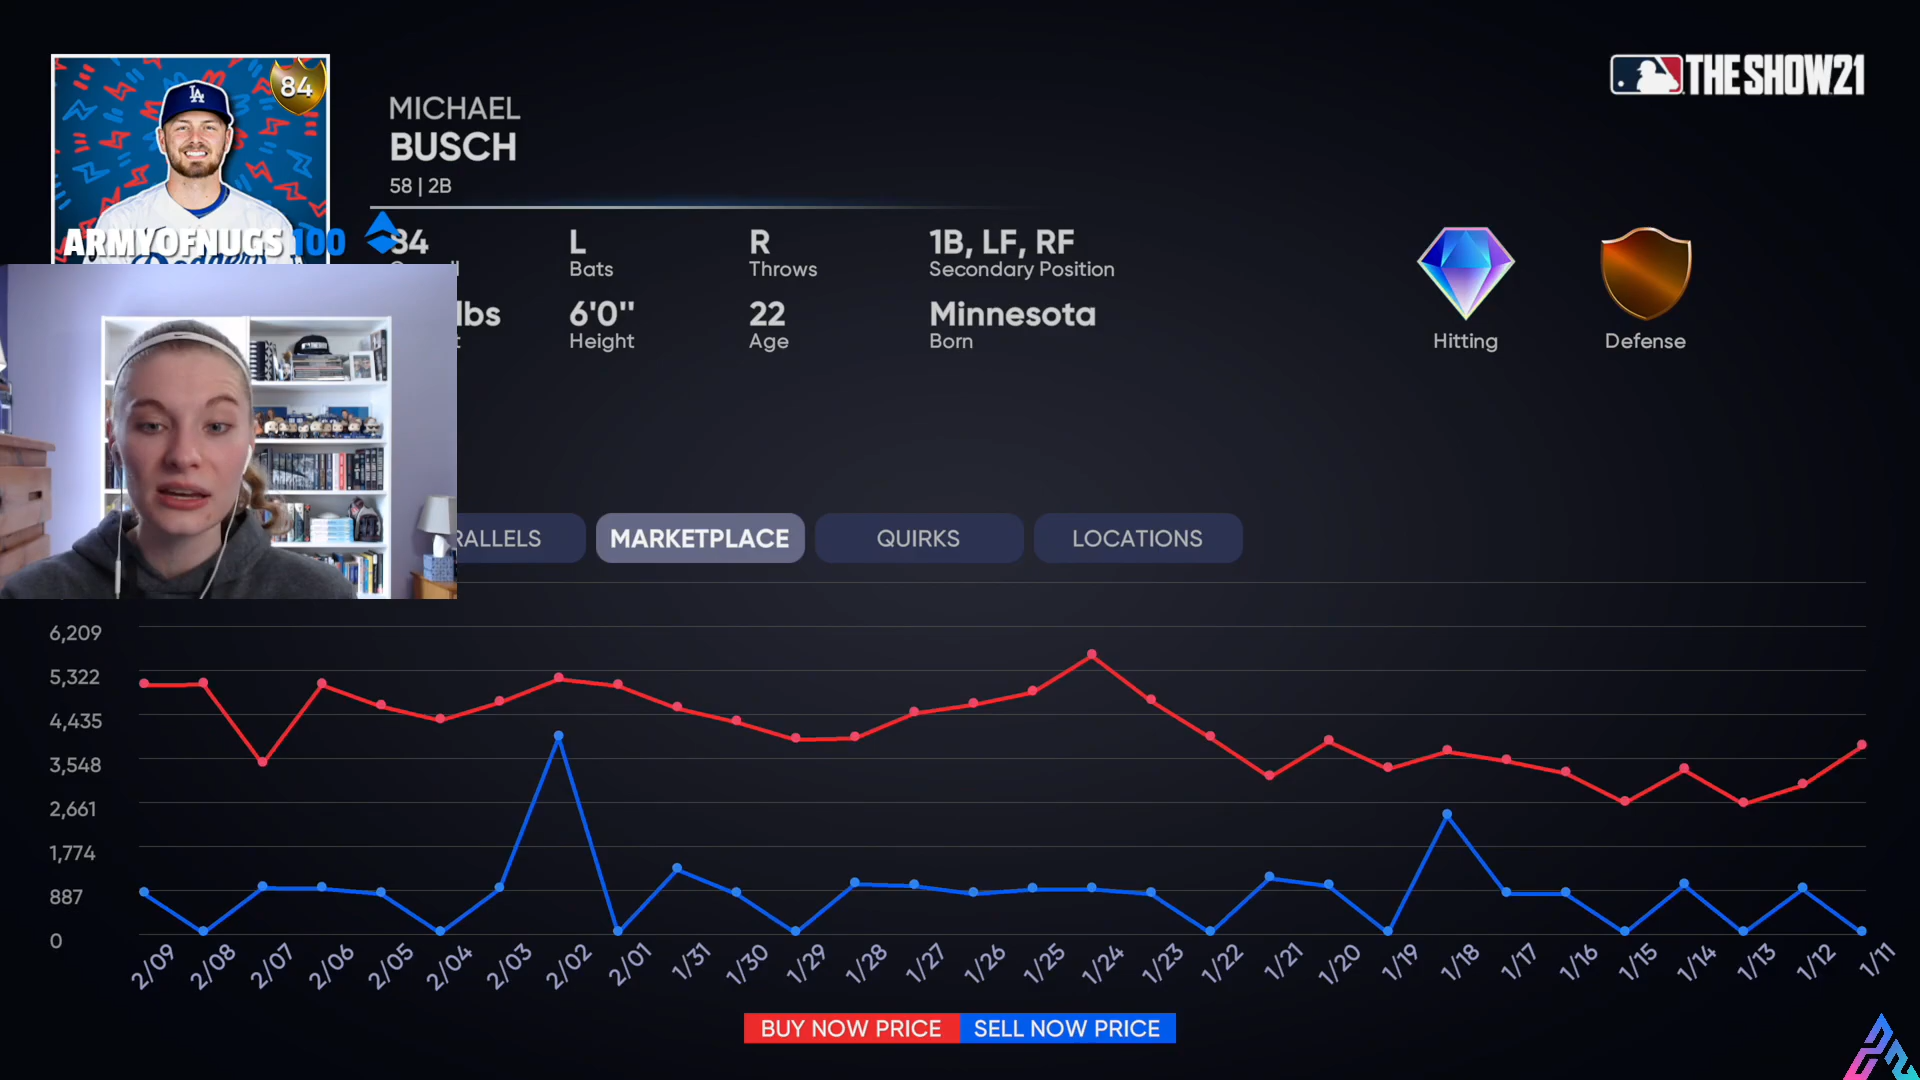 84
MLB THE SHOW 21
MICHAEL
BUSCH
58 | 2B
ARMYOFNUGS 100
84
L
R
1B, LF, RF
Bats
Throws
Secondary Position
lbs
6'0"
22
Minnesota
Height
Age
Born
Hitting
Defense
RALLELS
MARKETPLACE
QUIRKS
LOCATIONS
6,209
5,322
4,435
3,548
2,661
1,774
887
0
2/09 2/08 2/07 2/06 2/05 2/04 2/03 2/02 2/01 1/31 1/30 1/29 1/28 1/27 1/26 1/25 1/24 1/23 1/22 1/21 1/20 1/19 1/18 1/17 1/16 1/15 1/14 1/13 1/12 1/11
BUY NOW PRICE
SELL NOW PRICE